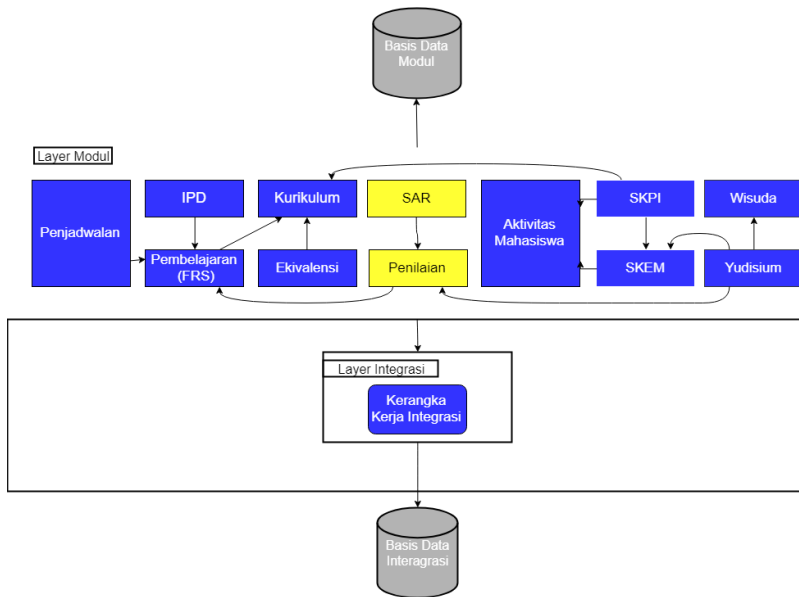 Basis Data
Modul
Layer Modul
Penjadwalan
IPD
Kurikulum
SAR
Aktivitas
Mahasiswa
SKPI
Wisuda
Pembelajaran
(FRS)
Ekivalensi
Penilaian
SKEM
Yudisium
Layer Integrasi
Kerangka
Kerja Integrasi
Basis Data
Interagrasi